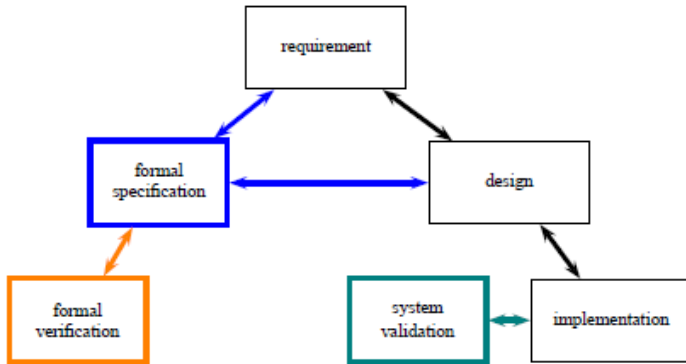 requirement
formal
specification
design
formal
verification
system
validation
implementation